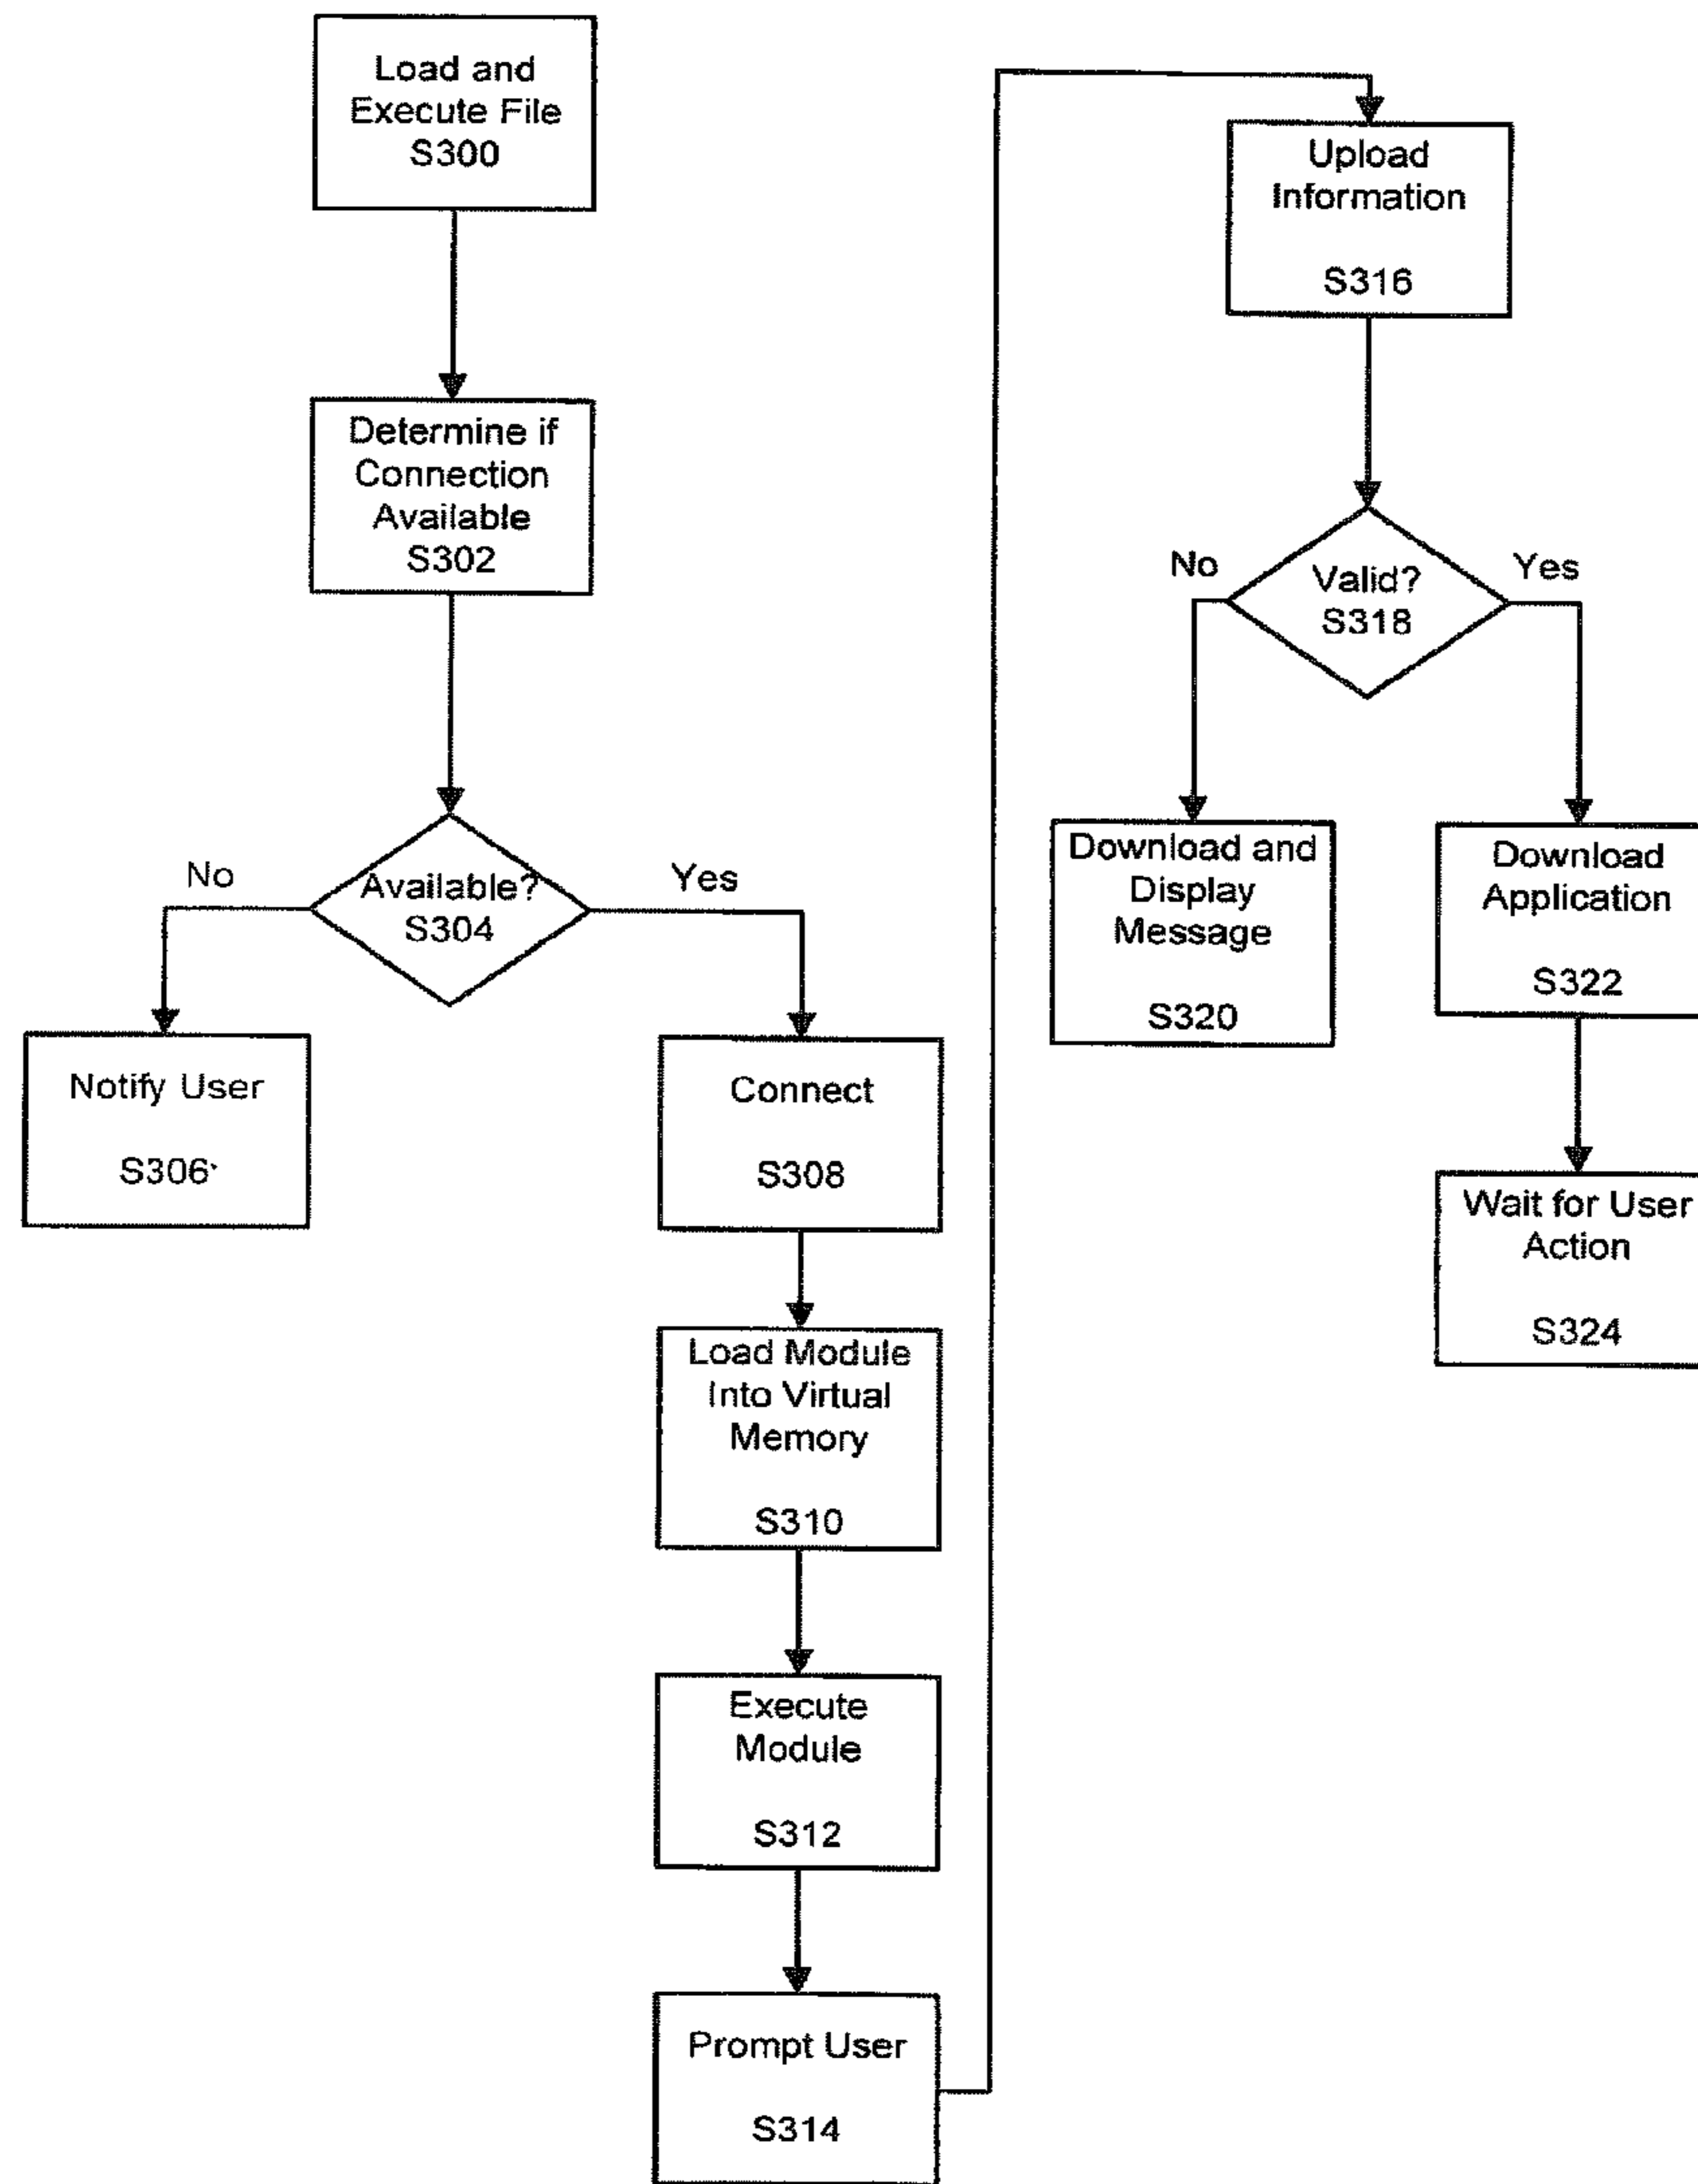 Load and
Execute File
S300
Determine if
Connection
Available
S302
No
Available?
S304
Yes
Notify User
S306
Connect
S308
Load Module
Into Virtual
Memory
S310
Execute
Module
S312
Prompt User
S314
Upload
Information
S316
No
Valid?
S318
Yes
Download and
Display
Message
S320
Download
Application
S322
Wait for User
Action
S324